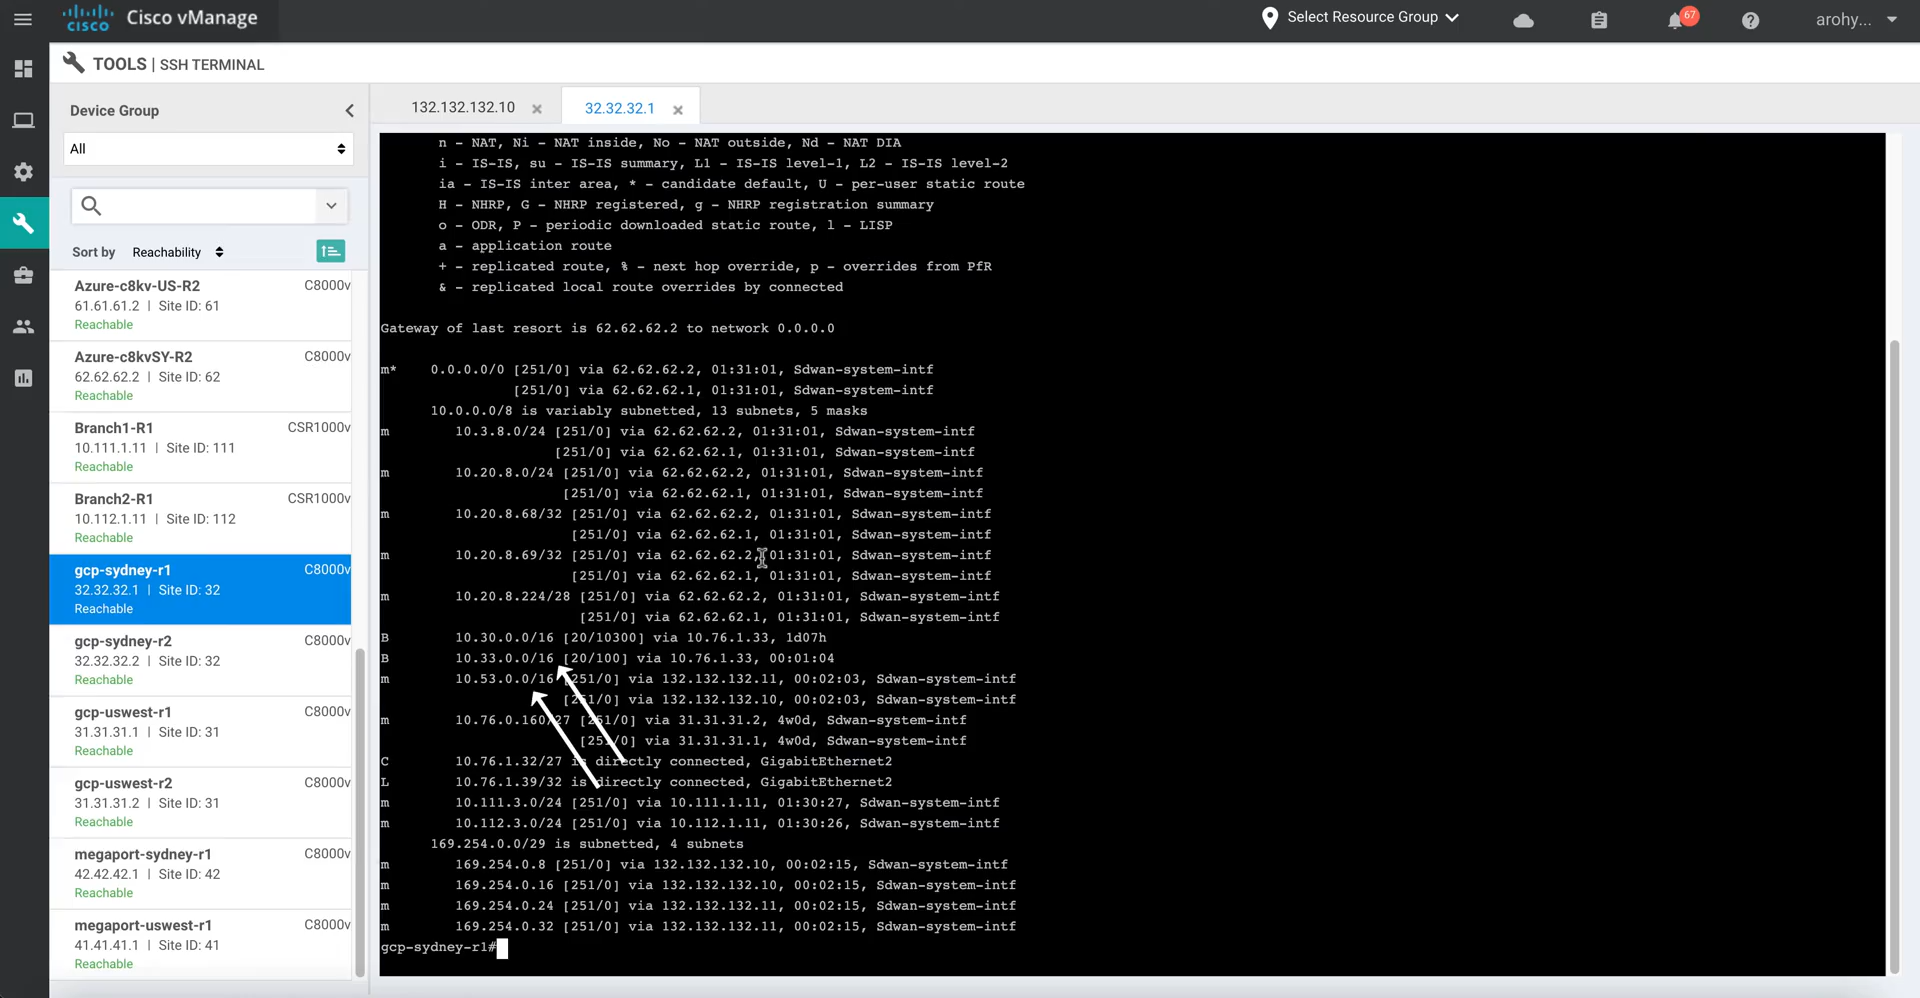 cisco Cisco vManage
Select Resource Group
67
arohy...
TOOLS | SSH TERMINAL
Device Group
All
Sort by Reachability
Azure-c8kv-US-R2 C8000v
61.61.61.2 | Site ID: 61
Reachable
Azure-c8kvSY-R2 C8000v
62.62.62.2 | Site ID: 62
Reachable
Branch1-R1 CSR1000v
10.111.1.11 | Site ID: 111
Reachable
Branch2-R1 CSR1000v
10.112.1.11 | Site ID: 112
Reachable
gcp-sydney-r1 C8000v
32.32.32.1 | Site ID: 32
Reachable
gcp-sydney-r2 C8000v
32.32.32.2 | Site ID: 32
Reachable
gcp-uswest-r1 C8000v
31.31.31.1 | Site ID: 31
Reachable
gcp-uswest-r2 C8000v
31.31.31.2 | Site ID: 31
Reachable
megaport-sydney-r1 C8000v
42.42.42.1 | Site ID: 42
Reachable
megaport-uswest-r1 C8000v
41.41.41.1 | Site ID: 41
Reachable
132.132.132.10 ×
32.32.32.1 ×
n - NAT, Ni - NAT inside, No - NAT outside, Nd - NAT DIA
i - IS-IS, su - IS-IS summary, L1 - IS-IS level-1, L2 - IS-IS level-2
ia - IS-IS inter area, * - candidate default, U - per-user static route
H - NHRP, G - NHRP registered, g - NHRP registration summary
o - ODR, P - periodic downloaded static route, l - LISP
a - application route
+ - replicated route, % - next hop override, p - overrides from PfR
& - replicated local route overrides by connected
Gateway of last resort is 62.62.62.2 to network 0.0.0.0
m* 0.0.0.0/0 [251/0] via 62.62.62.2, 01:31:01, Sdwan-system-intf
[251/0] via 62.62.62.1, 01:31:01, Sdwan-system-intf
10.0.0.0/8 is variably subnetted, 13 subnets, 5 masks
m 10.3.8.0/24 [251/0] via 62.62.62.2, 01:31:01, Sdwan-system-intf
[251/0] via 62.62.62.1, 01:31:01, Sdwan-system-intf
m 10.20.8.0/24 [251/0] via 62.62.62.2, 01:31:01, Sdwan-system-intf
[251/0] via 62.62.62.1, 01:31:01, Sdwan-system-intf
m 10.20.8.68/32 [251/0] via 62.62.62.2, 01:31:01, Sdwan-system-intf
[251/0] via 62.62.62.1, 01:31:01, Sdwan-system-intf
m 10.20.8.69/32 [251/0] via 62.62.62.2, 01:31:01, Sdwan-system-intf
[251/0] via 62.62.62.1, 01:31:01, Sdwan-system-intf
m 10.20.8.224/28 [251/0] via 62.62.62.2, 01:31:01, Sdwan-system-intf
[251/0] via 62.62.62.1, 01:31:01, Sdwan-system-intf
B 10.30.0.0/16 [20/10300] via 10.76.1.33, 1d07h
B 10.33.0.0/16 [20/100] via 10.76.1.33, 00:01:04
m 10.53.0.0/16 [251/0] via 132.132.132.11, 00:02:03, Sdwan-system-intf
[251/0] via 132.132.132.10, 00:02:03, Sdwan-system-intf
m 10.76.0.160/27 [251/0] via 31.31.31.2, 4w0d, Sdwan-system-intf
[251/0] via 31.31.31.1, 4w0d, Sdwan-system-intf
C 10.76.1.32/27 is directly connected, GigabitEthernet2
L 10.76.1.39/32 is directly connected, GigabitEthernet2
m 10.111.3.0/24 [251/0] via 10.111.1.11, 01:30:27, Sdwan-system-intf
m 10.112.3.0/24 [251/0] via 10.112.1.11, 01:30:26, Sdwan-system-intf
169.254.0.0/29 is subnetted, 4 subnets
m 169.254.0.8 [251/0] via 132.132.132.10, 00:02:15, Sdwan-system-intf
m 169.254.0.16 [251/0] via 132.132.132.10, 00:02:15, Sdwan-system-intf
m 169.254.0.24 [251/0] via 132.132.132.11, 00:02:15, Sdwan-system-intf
m 169.254.0.32 [251/0] via 132.132.132.11, 00:02:15, Sdwan-system-intf
gcp-sydney-r1#